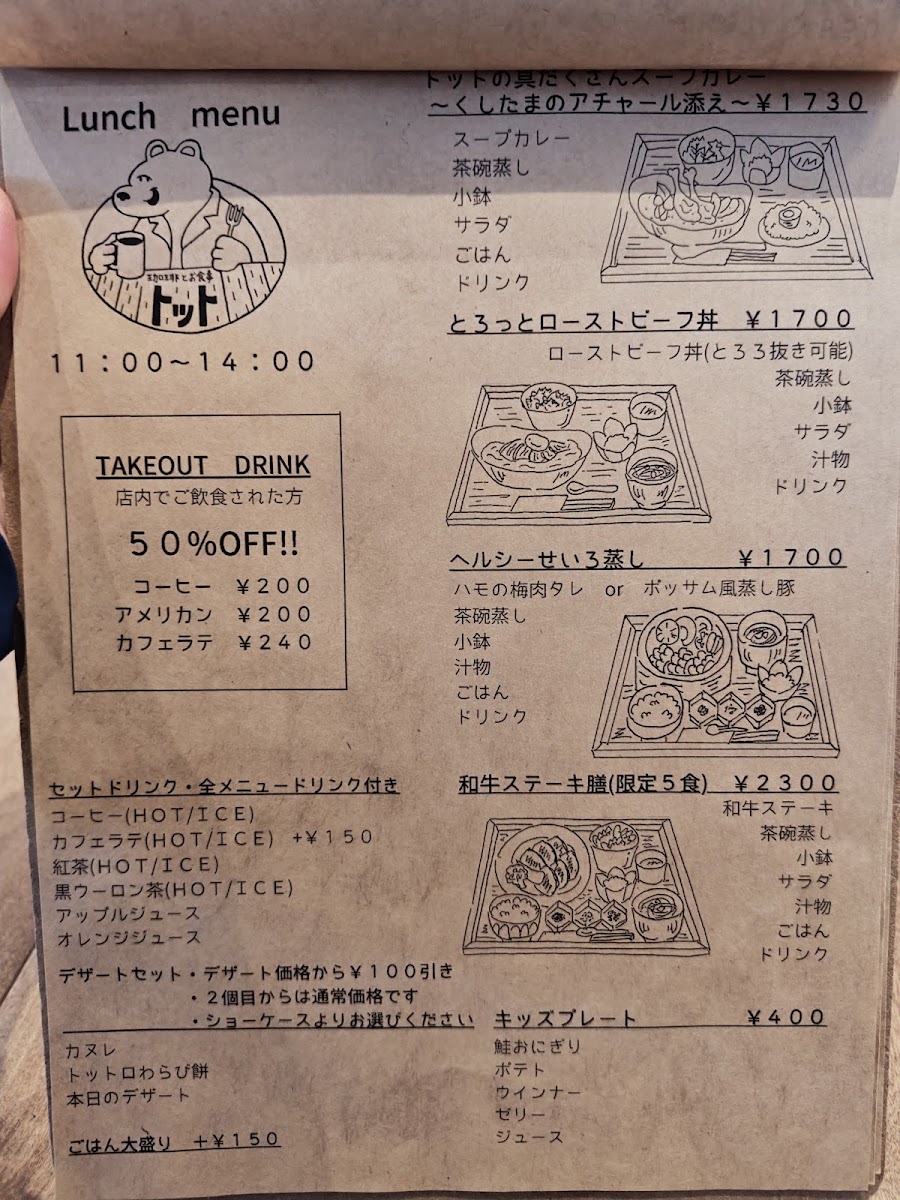 Lunch menu
珈琲とお食事
トット
11：00～14：00
TAKEOUT DRINK
店内でご飲食された方
５０%OFF!!
コーヒー ￥200
アメリカン ￥200
カフェラテ ￥240
セットドリンク・全メニュードリンク付き
コーヒー(HOT/ICE)
カフェラテ(HOT/ICE) +￥150
紅茶(HOT/ICE)
黒ウーロン茶(HOT/ICE)
アップルジュース
オレンジジュース
デザートセット・デザート価格から￥100引き
・2個目からは通常価格です
・ショーケースよりお選びください
カヌレ
トットロわらび餅
本日のデザート
ごはん大盛り ＋￥150
トットの具だくさんスープカレー
～くしたまのアチャール添え～￥1730
スープカレー
茶碗蒸し
小鉢
サラダ
ごはん
ドリンク
とろっとローストビーフ丼 ￥1700
ローストビーフ丼(とろろ抜き可能)
茶碗蒸し
小鉢
サラダ
汁物
ドリンク
ヘルシーせいろ蒸し ￥1700
ハモの梅肉タレ or ポッサム風蒸し豚
茶碗蒸し
小鉢
汁物
ごはん
ドリンク
和牛ステーキ膳(限定５食) ￥2300
和牛ステーキ
茶碗蒸し
小鉢
サラダ
汁物
ごはん
ドリンク
キッズプレート ￥400
鮭おにぎり
ポテト
ウインナー
ゼリー
ジュース